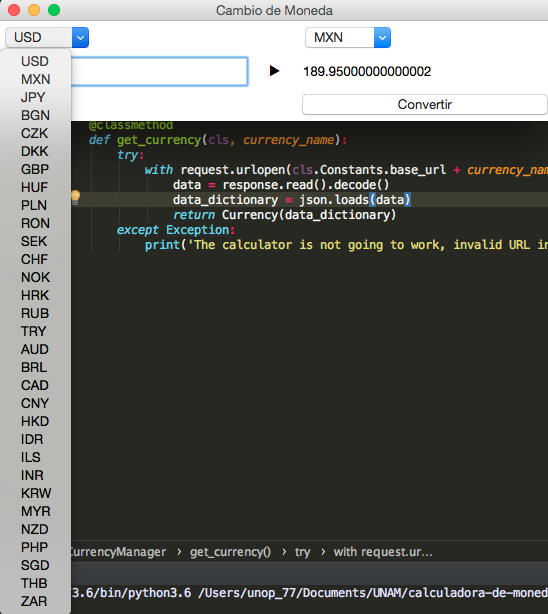 Cambio de Moneda
USD
MXN
189.95000000000002
Convertir
USD
MXN
JPY
BGN
CZK
DKK
GBP
HUF
PLN
RON
SEK
CHF
NOK
HRK
RUB
TRY
AUD
BRL
CAD
CNY
HKD
IDR
ILS
INR
KRW
MYR
NZD
PHP
SGD
THB
ZAR
@classmethod
def get_currency(cls, currency_name):
try:
with request.urlopen(cls.Constants.base_url + currency_na
data = response.read().decode()
data_dictionary = json.loads(data)
return Currency(data_dictionary)
except Exception:
print('The calculator is not going to work, invalid URL in
CurrencyManager › get_currency() › try › with request.ur...
3.6/bin/python3.6 /Users/unop_77/Documents/UNAM/calculadora-de-moned